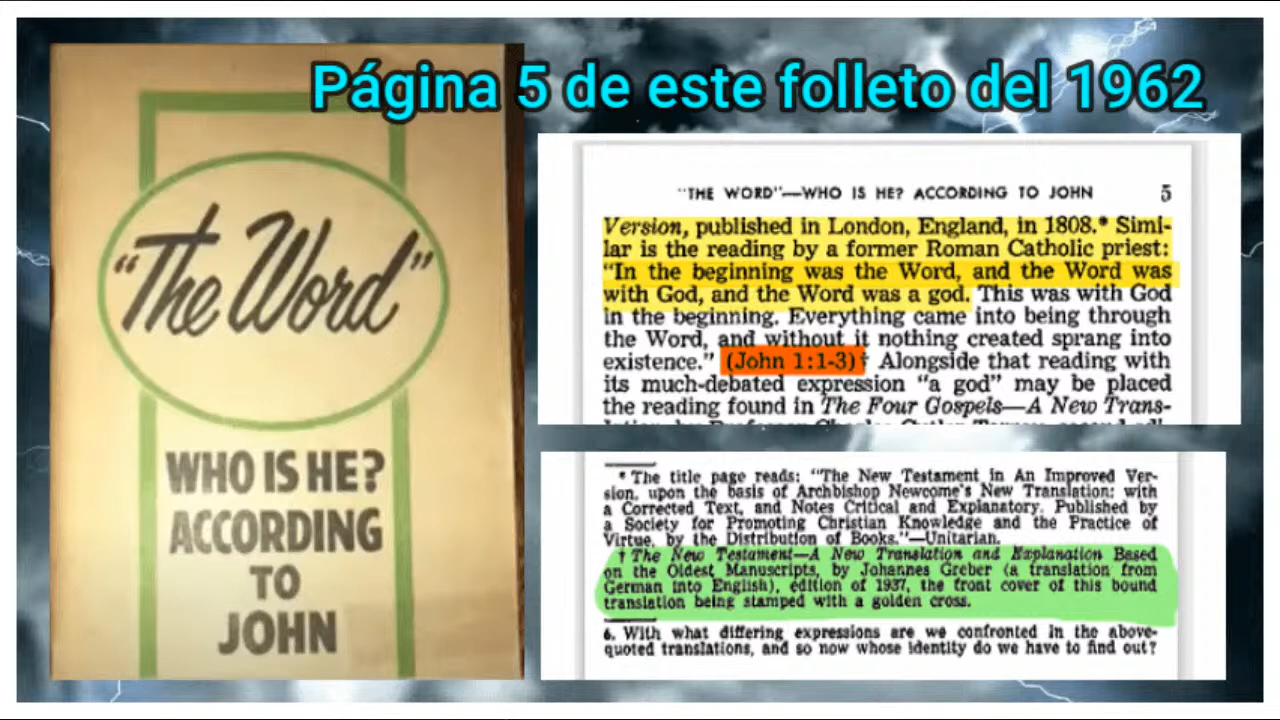 Página 5 de este folleto del 1962
"The Word"
WHO IS HE?
ACCORDING
TO
JOHN
"THE WORD"—WHO IS HE? ACCORDING TO JOHN 5
Version, published in London, England, in 1808.* Simi-
lar is the reading by a former Roman Catholic priest:
"In the beginning was the Word, and the Word was
with God, and the Word was a god. This was with God
in the beginning. Everything came into being through
the Word, and without it nothing created sprang into
existence." (John 1:1-3)† Alongside that reading with
its much-debated expression "a god" may be placed
the reading found in The Four Gospels—A New Trans-
* The title page reads: "The New Testament in An Improved Ver-
sion, upon the basis of Archbishop Newcome's New Translation: with
a Corrected Text, and Notes Critical and Explanatory. Published by
a Society for Promoting Christian Knowledge and the Practice of
Virtue, by the Distribution of Books."—Unitarian.
† The New Testament—A New Translation and Explanation Based
on the Oldest Manuscripts, by Johannes Greber (a translation from
German into English), edition of 1937, the front cover of this bound
translation being stamped with a golden cross.
6. With what differing expressions are we confronted in the above-
quoted translations, and so now whose identity do we have to find out?